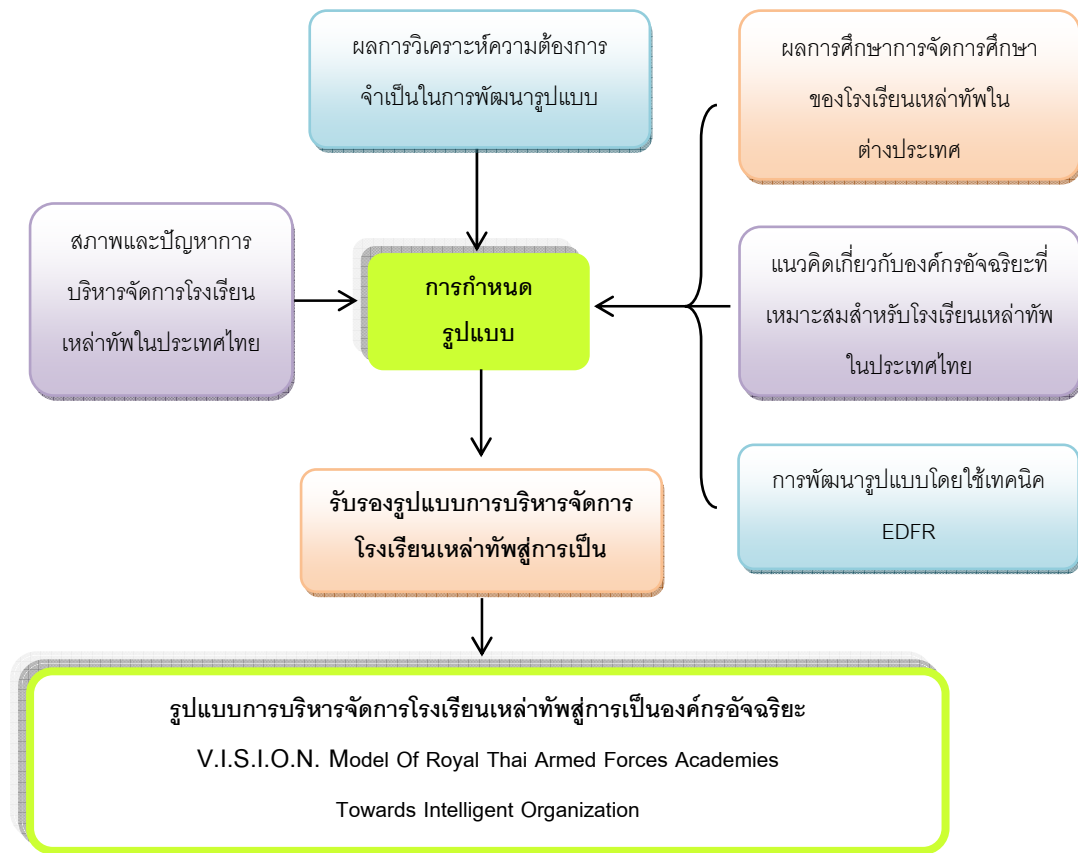 ผลการวิเคราะห์ความต้องการ
จำเป็นในการพัฒนารูปแบบ
ผลการศึกษาการจัดการศึกษา
ของโรงเรียนเหล่าทัพใน
ต่างประเทศ
สภาพและปัญหาการ
บริหารจัดการโรงเรียน
เหล่าทัพในประเทศไทย
การกำหนด
รูปแบบ
แนวคิดเกี่ยวกับองค์กรอัจฉริยะที่
เหมาะสมสำหรับโรงเรียนเหล่าทัพ
ในประเทศไทย
การพัฒนารูปแบบโดยใช้เทคนิค
EDFR
รับรองรูปแบบการบริหารจัดการ
โรงเรียนเหล่าทัพสู่การเป็น
รูปแบบการบริหารจัดการโรงเรียนเหล่าทัพสู่การเป็นองค์กรอัจฉริยะ
V.I.S.I.O.N. Model Of Royal Thai Armed Forces Academies
Towards Intelligent Organization